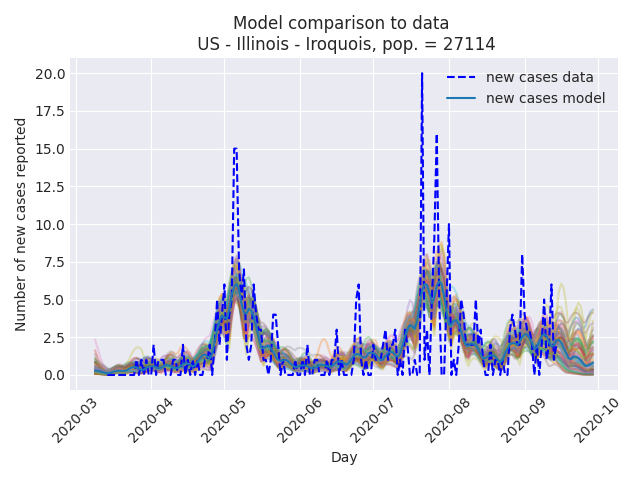 Model comparison to data
US - Illinois - Iroquois, pop. = 27114
new cases data
new cases model
Number of new cases reported
20.0
17.5
15.0
12.5
10.0
7.5
5.0
2.5
0.0
2020-03
2020-04
2020-05
2020-06
2020-07
2020-08
2020-09
2020-10
Day